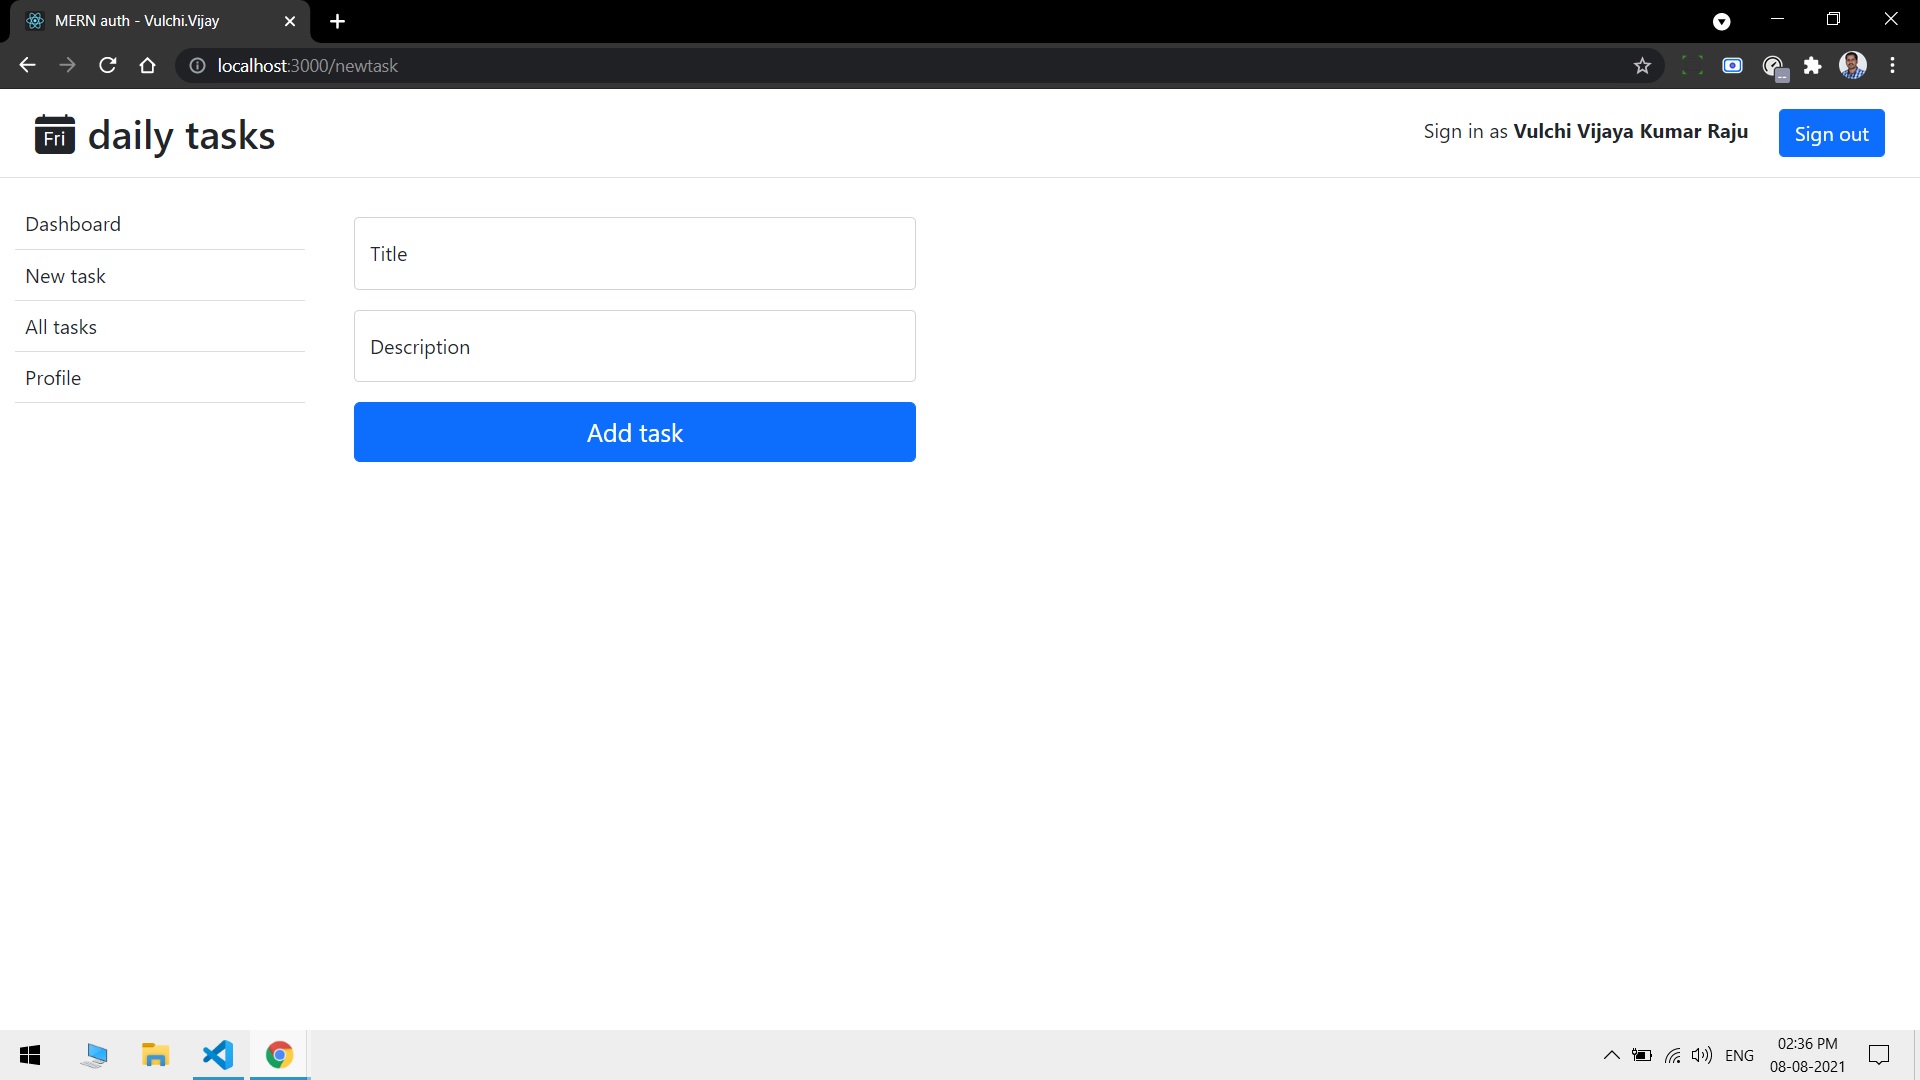 MERN auth - Vulchi.Vijay
localhost:3000/newtask
Fri daily tasks
Sign in as Vulchi Vijaya Kumar Raju
Sign out
Dashboard
New task
All tasks
Profile
Title
Description
Add task
ENG
02:36 PM
08-08-2021